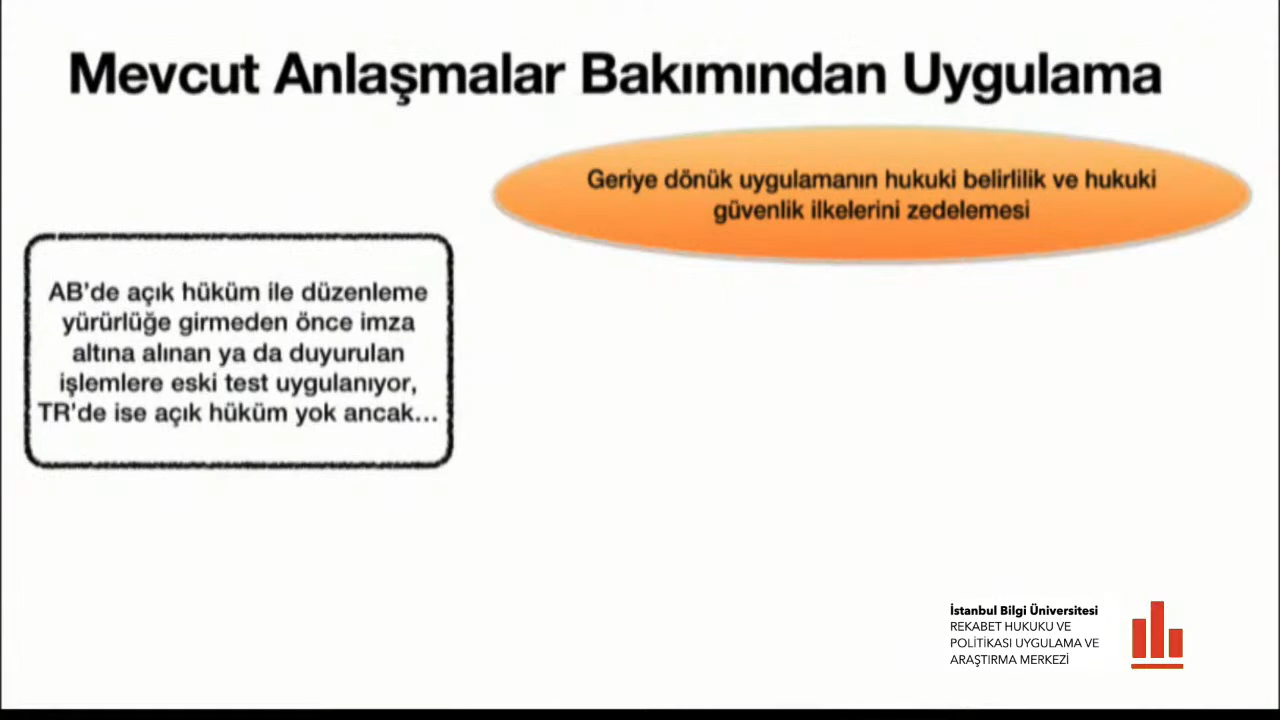 Mevcut Anlaşmalar Bakımından Uygulama
Geriye dönük uygulamanın hukuki belirlilik ve hukuki
güvenlik ilkelerini zedelemesi
AB'de açık hüküm ile düzenleme
yürürlüğe girmeden önce imza
altına alınan ya da duyurulan
işlemlere eski test uygulanıyor,
TR'de ise açık hüküm yok ancak...
İstanbul Bilgi Üniversitesi
REKABET HUKUKU VE
POLİTİKASI UYGULAMA VE
ARAŞTIRMA MERKEZİ